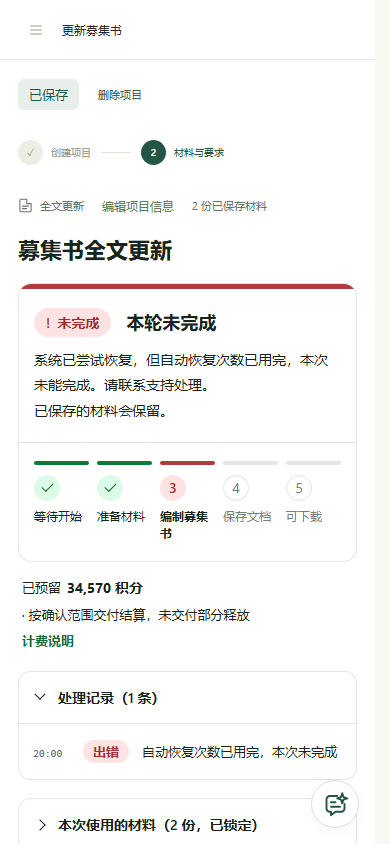 更新募集书
已保存 删除项目
✓ 创建项目 2 材料与要求
全文更新 编辑项目信息 2 份已保存材料
募集书全文更新
! 未完成 本轮未完成
系统已尝试恢复，但自动恢复次数已用完，本次
未能完成。请联系支持处理。
已保存的材料会保留。
3 4 5
等待开始 准备材料 编制募集 保存文档 可下载
书
已预留 34,570 积分
· 按确认范围交付结算，未交付部分释放
计费说明
处理记录（1 条）
20:00 出错 自动恢复次数已用完，本次未完成
本次使用的材料（2 份，已锁定）